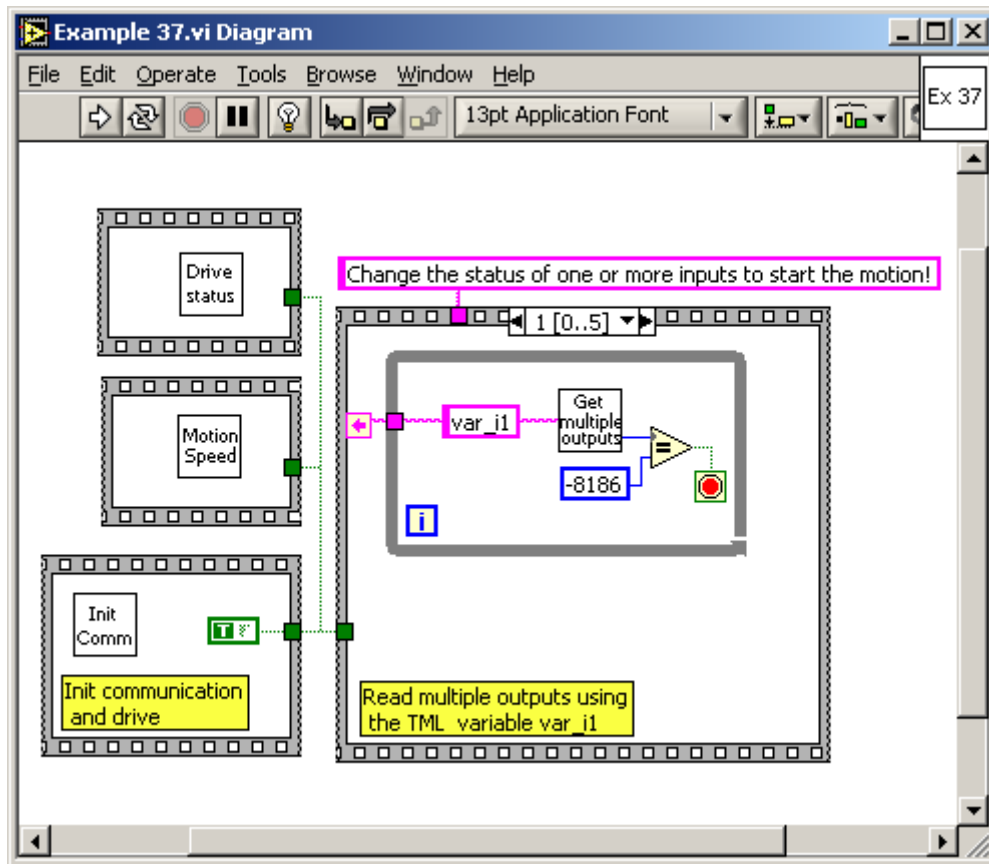 Example 37.vi Diagram
File Edit Operate Tools Browse Window Help
13pt Application Font
Ex 37
Drive
status
Change the status of one or more inputs to start the motion!
1 [0..5]
Motion
Speed
var_i1
Get
multiple
outputs
=
-8186
i
Init
Comm
T
Init communication
and drive
Read multiple outputs using
the TML variable var_i1